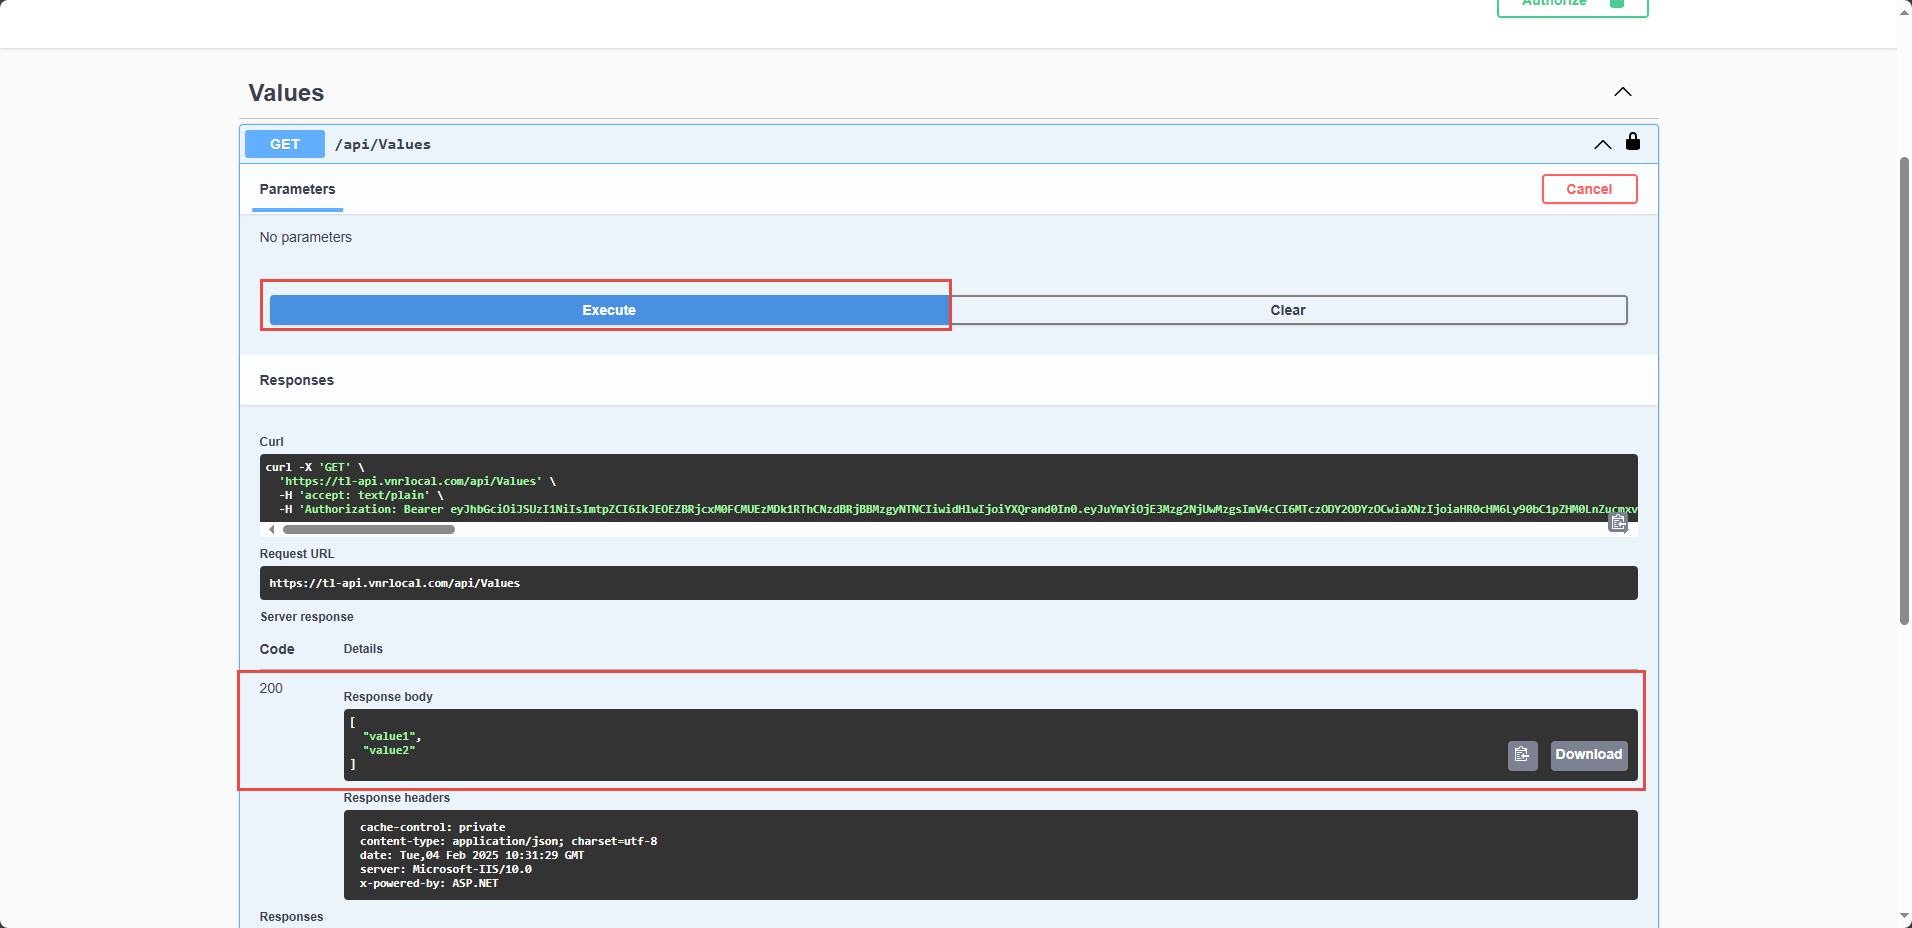 Authorize
Values
GET /api/Values
Parameters
Cancel
No parameters
Execute
Clear
Responses
Curl
curl -X 'GET' \
'https://tl-api.vnrlocal.com/api/Values' \
-H 'accept: text/plain' \
-H 'Authorization: Bearer
Request URL
https://tl-api.vnrlocal.com/api/Values
Server response
Code Details
200
Response body
[
"value1",
"value2"
]
Download
Response headers
cache-control: private
content-type: application/json; charset=utf-8
date: Tue,04 Feb 2025 10:31:29 GMT
server: Microsoft-IIS/10.0
x-powered-by: ASP.NET
Responses